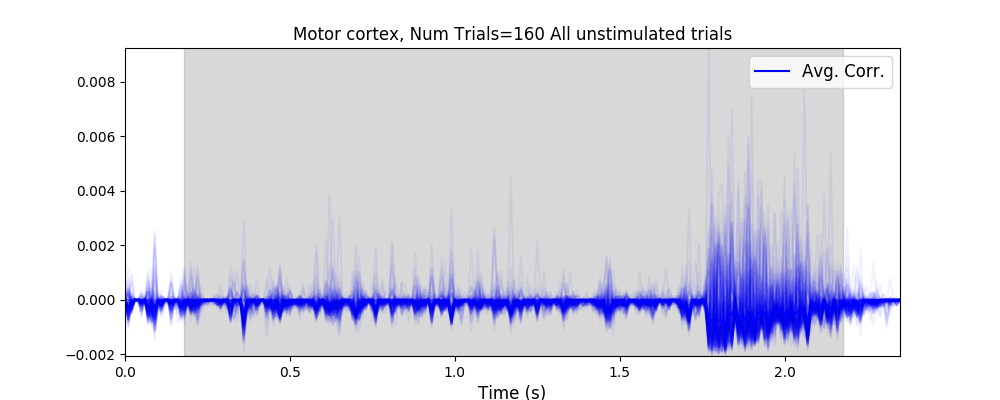 Motor cortex, Num Trials=160 All unstimulated trials
Avg. Corr.
0.008
0.006
0.004
0.002
0.000
−0.002
0.0 0.5 1.0 1.5 2.0
Time (s)